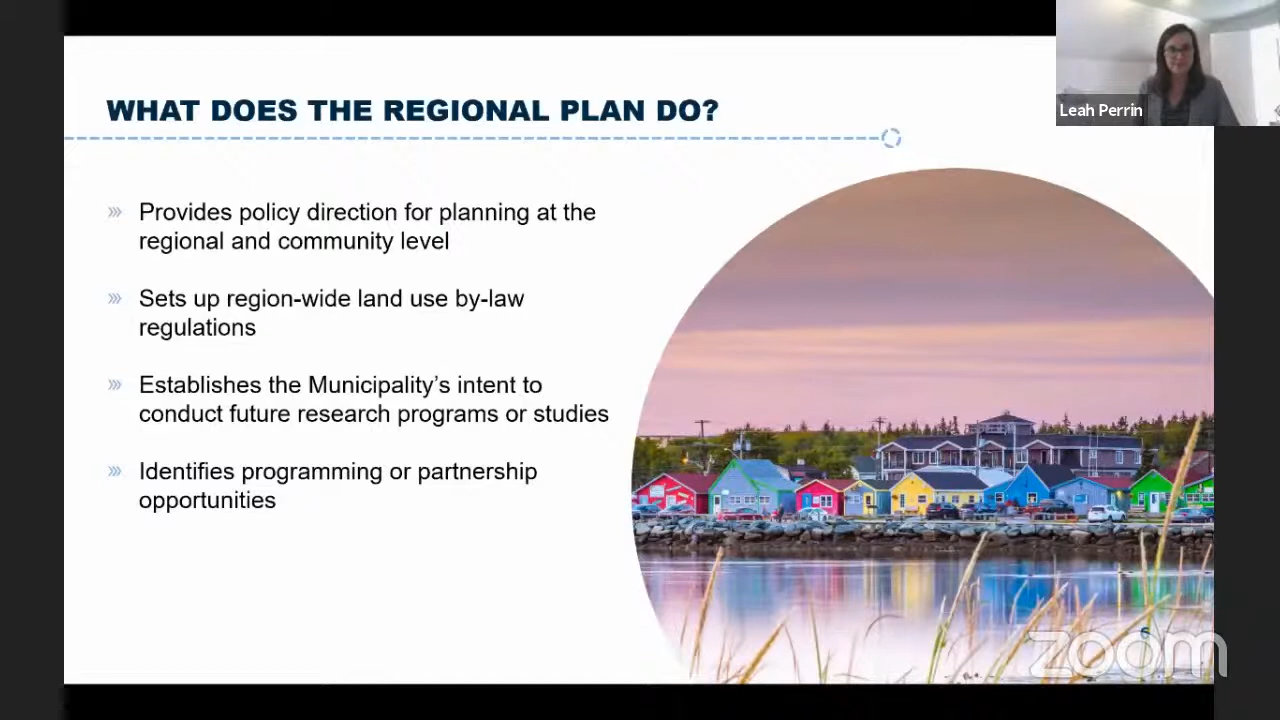 Leah Perrin
WHAT DOES THE REGIONAL PLAN DO?
Provides policy direction for planning at the
regional and community level
Sets up region-wide land use by-law
regulations
Establishes the Municipality's intent to
conduct future research programs or studies
Identifies programming or partnership
opportunities
zoom